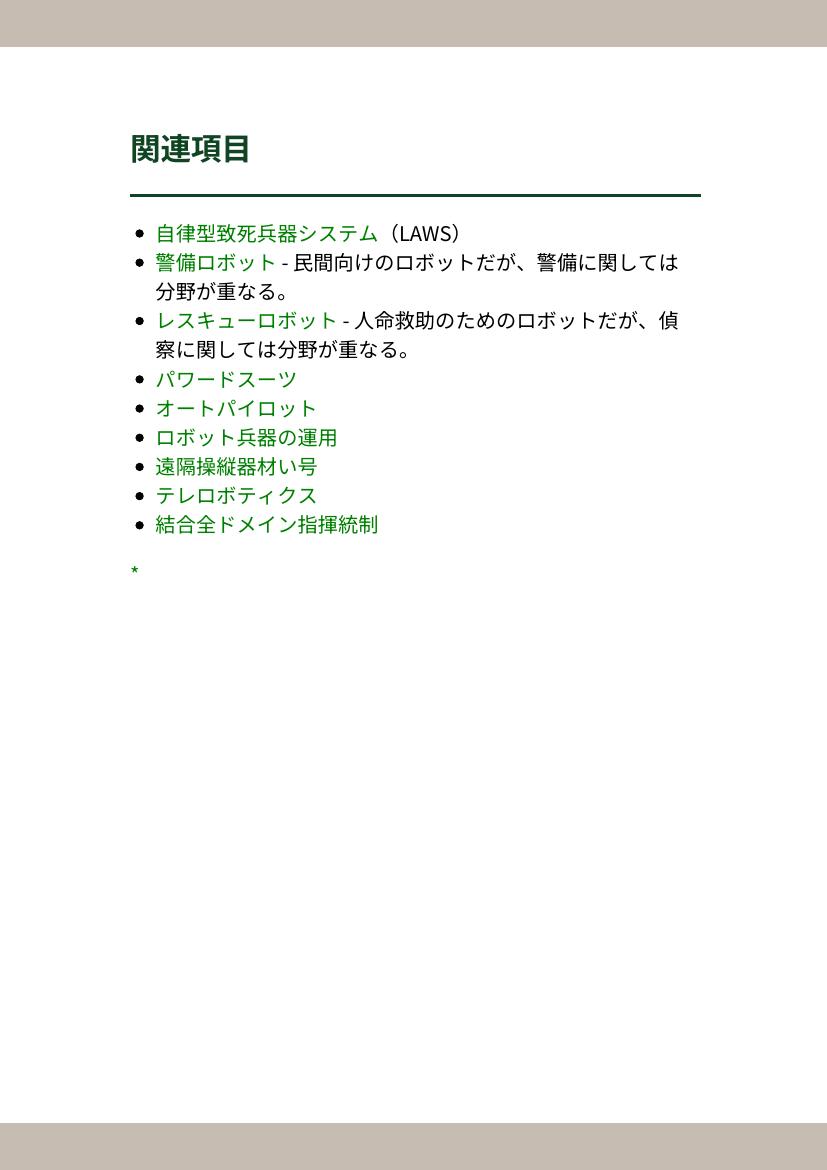 関連項目
自律型致死兵器システム（LAWS）
警備ロボット - 民間向けのロボットだが、警備に関しては
分野が重なる。
レスキューロボット - 人命救助のためのロボットだが、偵
察に関しては分野が重なる。
パワードスーツ
オートパイロット
ロボット兵器の運用
遠隔操縦器材い号
テレロボティクス
結合全ドメイン指揮統制
*